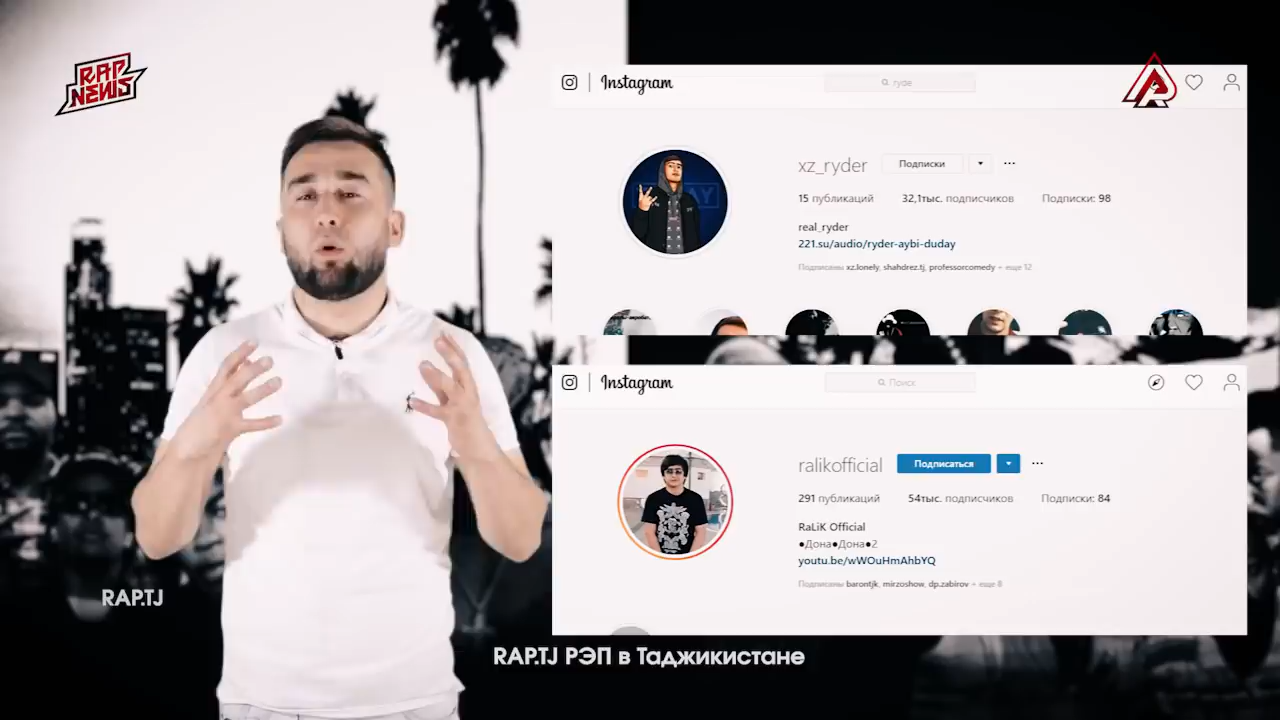 RAP
NEWS
Instagram
ryde
xz_ryder
Подписки
15 публикаций
32,1тыс. подписчиков
Подписки: 98
real_ryder
221.su/audio/ryder-aybi-duday
Подписаны xz.lonely, shahdrez.tj, professorcomedy + еще 12
Instagram
Поиск
ralikofficial
Подписаться
291 публикаций
54тыс. подписчиков
Подписки: 84
RaLiK Official
●Дона●Дона●2
youtu.be/wWOuHmAhbYQ
Подписаны barontjk, mirzoshow, dp.zabirov + еще 8
RAP.TJ
RAP.TJ РЭП в Таджикистане